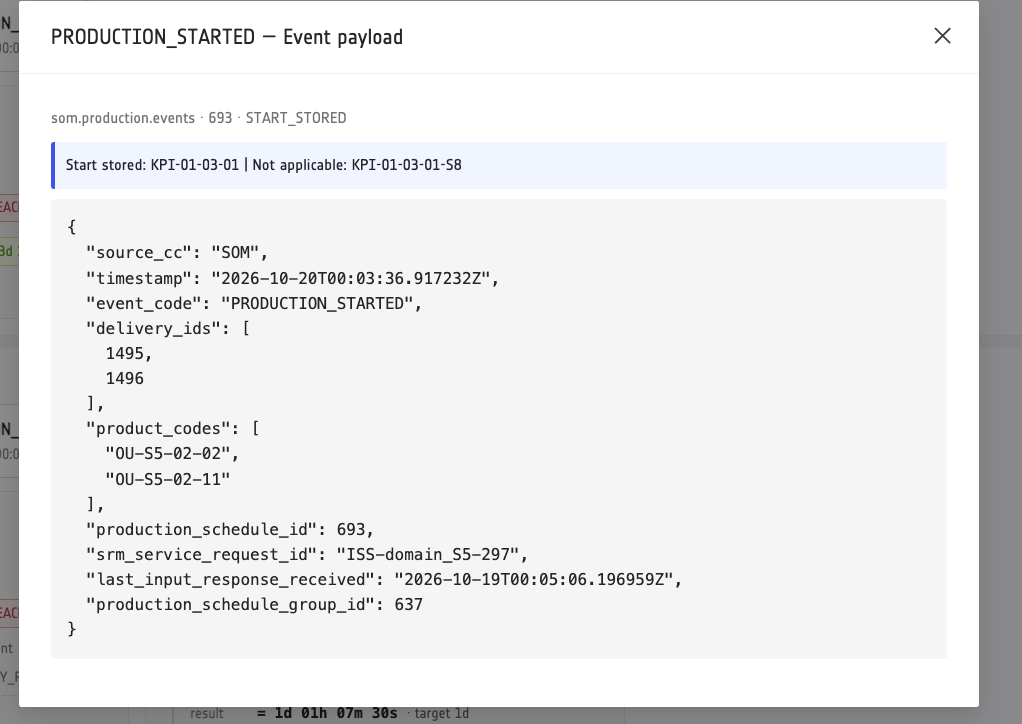 PRODUCTION_STARTED — Event payload
som.production.events · 693 · START_STORED
Start stored: KPI-01-03-01 | Not applicable: KPI-01-03-01-S8
{
"source_cc": "SOM",
"timestamp": "2026-10-20T00:03:36.917232Z",
"event_code": "PRODUCTION_STARTED",
"delivery_ids": [
1495,
1496
],
"product_codes": [
"OU-S5-02-02",
"OU-S5-02-11"
],
"production_schedule_id": 693,
"srm_service_request_id": "ISS-domain_S5-297",
"last_input_response_received": "2026-10-19T00:05:06.196959Z",
"production_schedule_group_id": 637
}
result = 1d 01h 07m 30s · target 1d